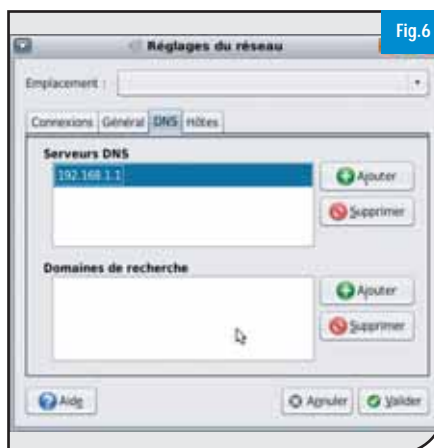 Fig.6
Réglages du réseau
Emplacement :
Connexions Général DNS Hôtes
Serveurs DNS
192.168.1.1
Ajouter
Supprimer
Domaines de recherche
Ajouter
Supprimer
Aide
Annuler
Valider